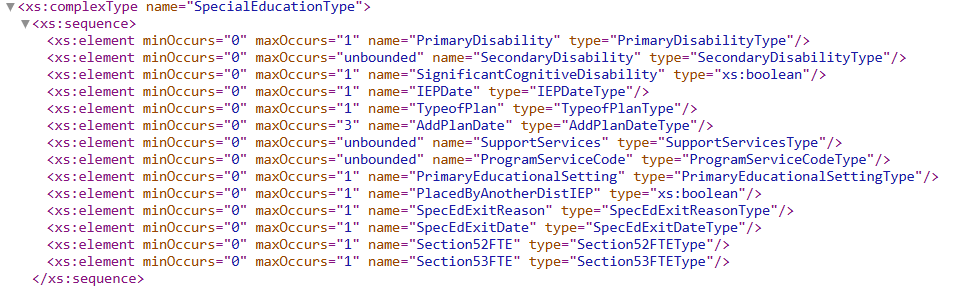 ▼<xs:complexType name="SpecialEducationType">
▼<xs:sequence>
<xs:element minOccurs="0" maxOccurs="1" name="PrimaryDisability" type="PrimaryDisabilityType"/>
<xs:element minOccurs="0" maxOccurs="unbounded" name="SecondaryDisability" type="SecondaryDisabilityType"/>
<xs:element minOccurs="0" maxOccurs="1" name="SignificantCognitiveDisability" type="xs:boolean"/>
<xs:element minOccurs="0" maxOccurs="1" name="IEPDate" type="IEPDateType"/>
<xs:element minOccurs="0" maxOccurs="1" name="TypeofPlan" type="TypeofPlanType"/>
<xs:element minOccurs="0" maxOccurs="3" name="AddPlanDate" type="AddPlanDateType"/>
<xs:element minOccurs="0" maxOccurs="unbounded" name="SupportServices" type="SupportServicesType"/>
<xs:element minOccurs="0" maxOccurs="unbounded" name="ProgramServiceCode" type="ProgramServiceCodeType"/>
<xs:element minOccurs="0" maxOccurs="1" name="PrimaryEducationalSetting" type="PrimaryEducationalSettingType"/>
<xs:element minOccurs="0" maxOccurs="1" name="PlacedByAnotherDistIEP" type="xs:boolean"/>
<xs:element minOccurs="0" maxOccurs="1" name="SpecEdExitReason" type="SpecEdExitReasonType"/>
<xs:element minOccurs="0" maxOccurs="1" name="SpecEdExitDate" type="SpecEdExitDateType"/>
<xs:element minOccurs="0" maxOccurs="1" name="Section52FTE" type="Section52FTEType"/>
<xs:element minOccurs="0" maxOccurs="1" name="Section53FTE" type="Section53FTEType"/>
</xs:sequence>